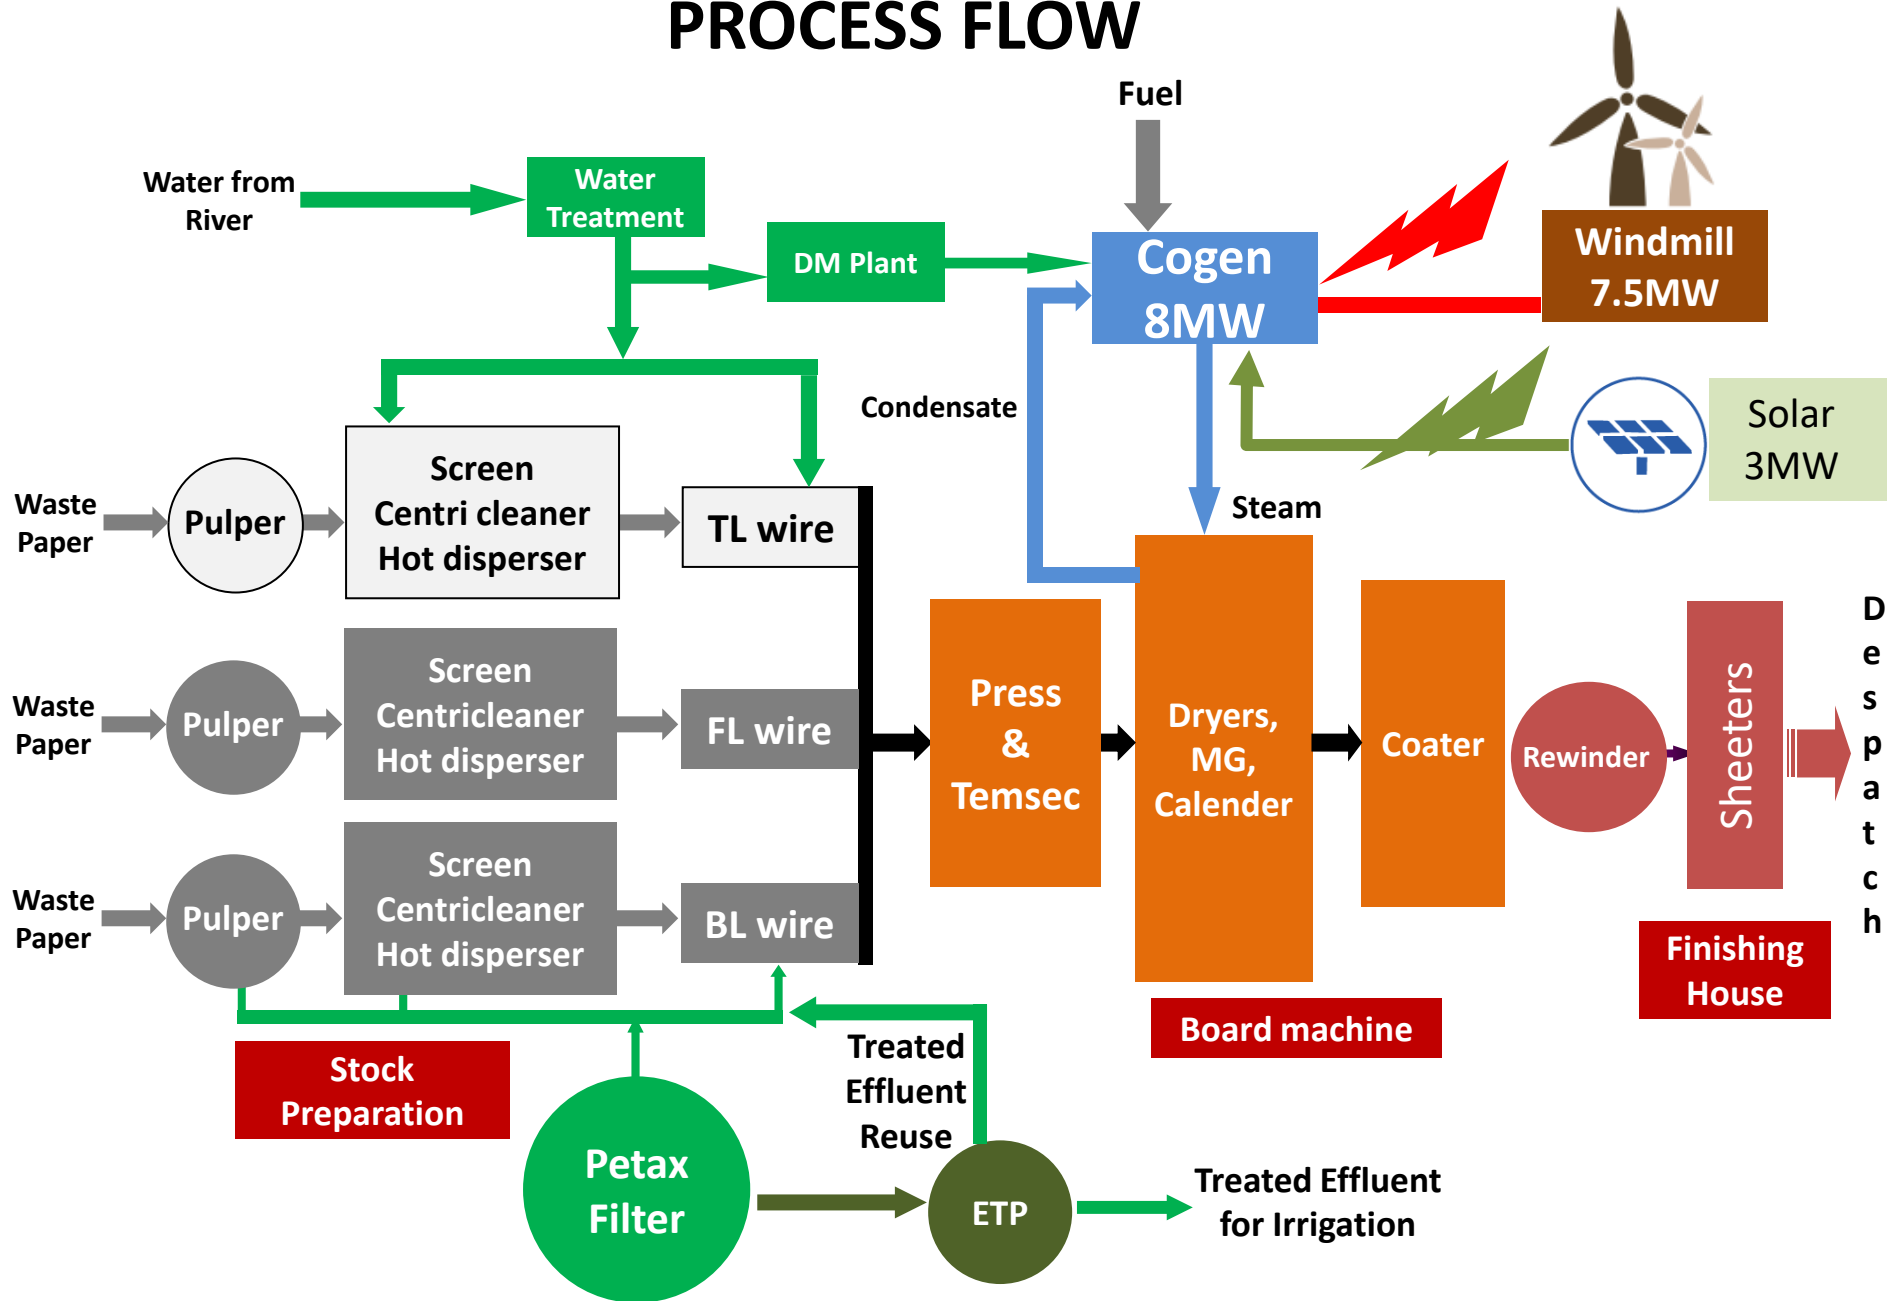 PROCESS FLOW
Fuel
Water from
River
Water
Treatment
DM Plant
Cogen
8MW
Windmill
7.5MW
Condensate
Solar
3MW
Steam
Waste
Paper
Pulper
Screen
Centri cleaner
Hot disperser
TL wire
Waste
Paper
Pulper
Screen
Centricleaner
Hot disperser
FL wire
Waste
Paper
Pulper
Screen
Centricleaner
Hot disperser
BL wire
Press
&
Temsec
Dryers,
MG,
Calender
Coater
Rewinder
Sheeters
Despatch
Finishing
House
Board machine
Stock
Preparation
Treated
Effluent
Reuse
Petax
Filter
ETP
Treated Effluent
for Irrigation